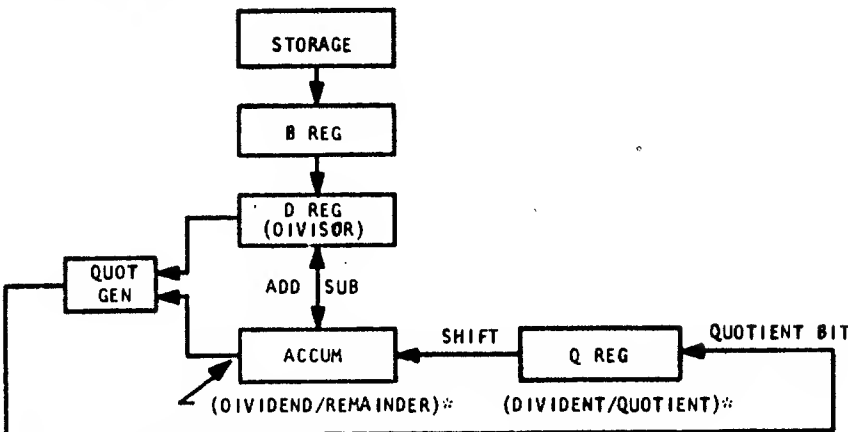 STORAGE
B REG
D REG
(DIVISOR)
QUOT
GEN
ADD SUB
ACCUM
SHIFT
Q REG
QUOTIENT BIT
(DIVIDEND/REMAINDER)*
(DIVIDENT/QUOTIENT)*